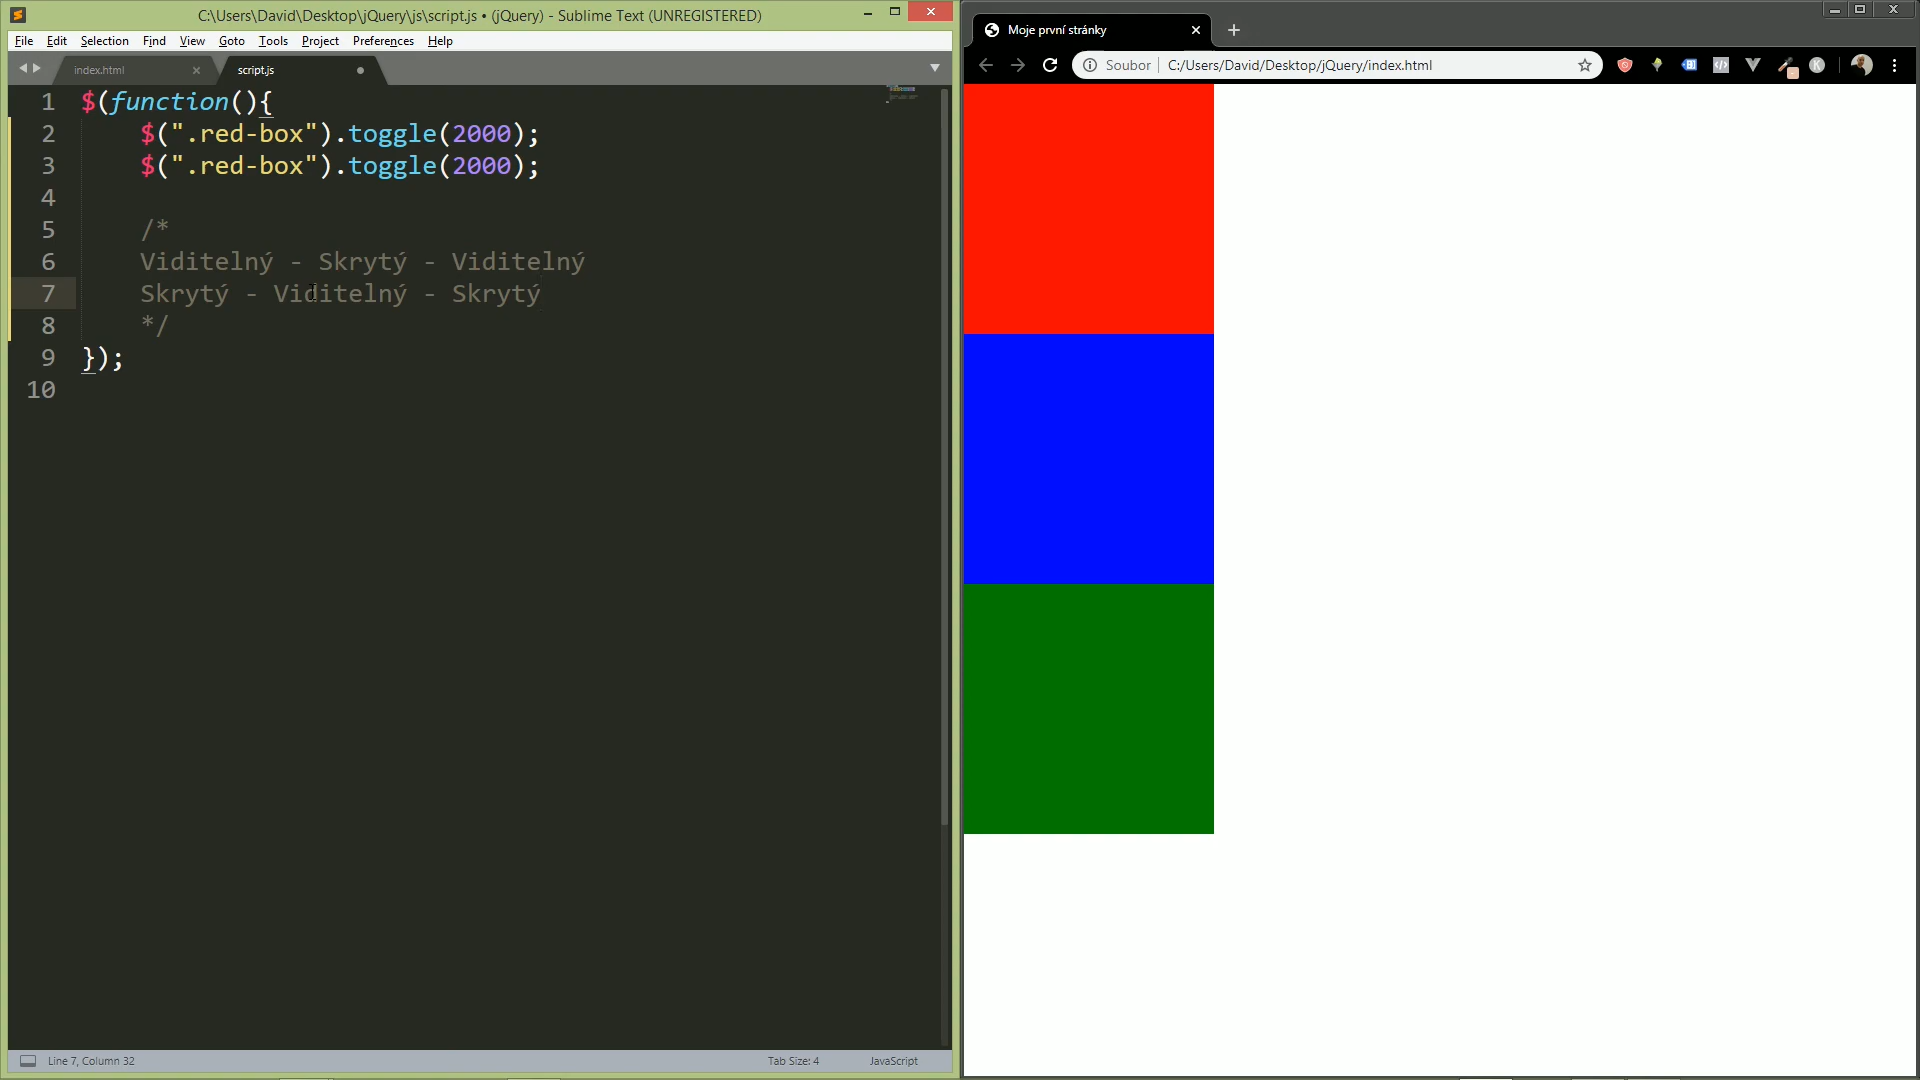 C:\Users\David\Desktop\jQuery\js\script.js • (jQuery) - Sublime Text (UNREGISTERED)
File Edit Selection Find View Goto Tools Project Preferences Help
index.html script.js
1 $(function(){
2 $(".red-box").toggle(2000);
3 $(".red-box").toggle(2000);
4
5 /*
6 Viditelný - Skrytý - Viditelný
7 Skrytý - Viditelný - Skrytý
8 */
9 });
10
Line 7, Column 32 Tab Size: 4 JavaScript
Moje první stránky
Soubor | C:/Users/David/Desktop/jQuery/index.html
K